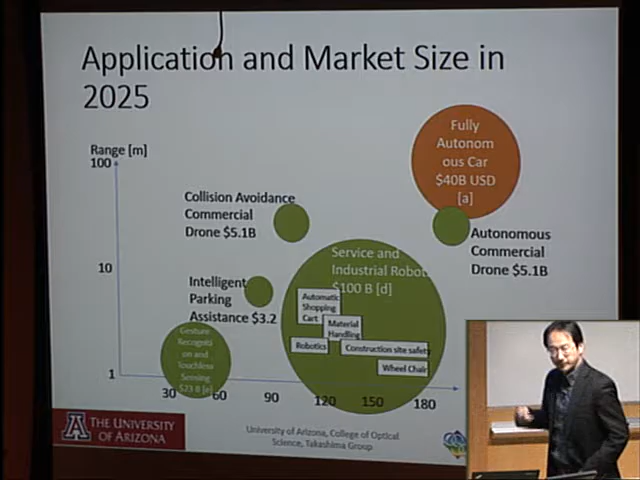 Application and Market Size in
2025
Range [m]
100
10
1
30
60
90
120
150
180
Fully
Autonom
ous Car
$40B USD
[a]
Collision Avoidance
Commercial
Drone $5.1B
Autonomous
Commercial
Drone $5.1B
Service and
Industrial Robot
$100 B [d]
Intelligent
Parking
Assistance $3.2
Automatic
Shopping
Cart
Material
Handling
Robotics
Construction site safety
Wheel Chair
Gesture
Recogniti
on and
Touchless
Sensing
$23 B [e]
THE UNIVERSITY
OF ARIZONA
University of Arizona, College of Optical
Science, Takashima Group